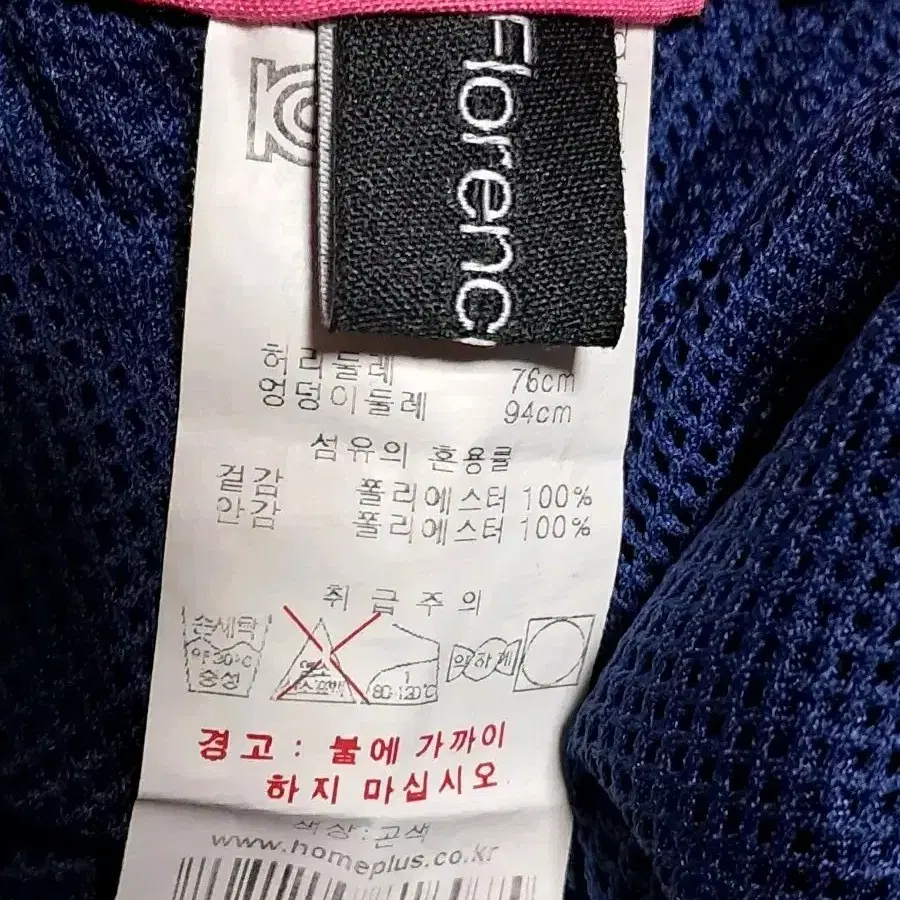 Florenc
허리둘레 76cm
엉덩이둘레 94cm
섬유의 혼용률
겉감 폴리에스터 100%
안감 폴리에스터 100%
취급주의
손세탁
약30℃
중성
1
80-120℃
약하게
경고 : 불에 가까이
하지 마십시오
색상:곤색
www.homeplus.co.kr